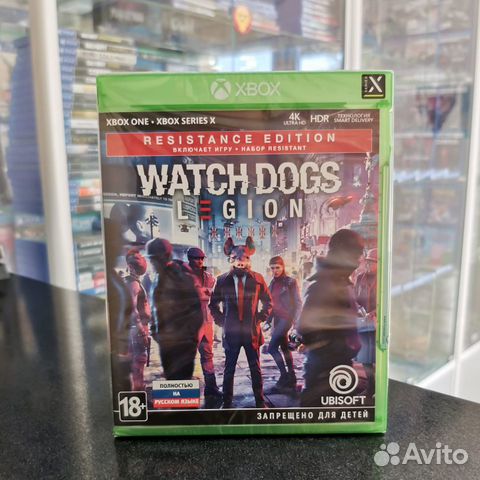 XBOX
XBOX ONE • XBOX SERIES X
4K
ULTRA HD
HDR
ТЕХНОЛОГИЯ
SMART DELIVERY
RESISTANCE EDITION
ВКЛЮЧАЕТ ИГРУ + НАБОР RESISTANT
WATCH DOGS
LEGION
18+
ПОЛНОСТЬЮ
НА
РУССКОМ ЯЗЫКЕ
UBISOFT
ЗАПРЕЩЕНО ДЛЯ ДЕТЕЙ
Avito